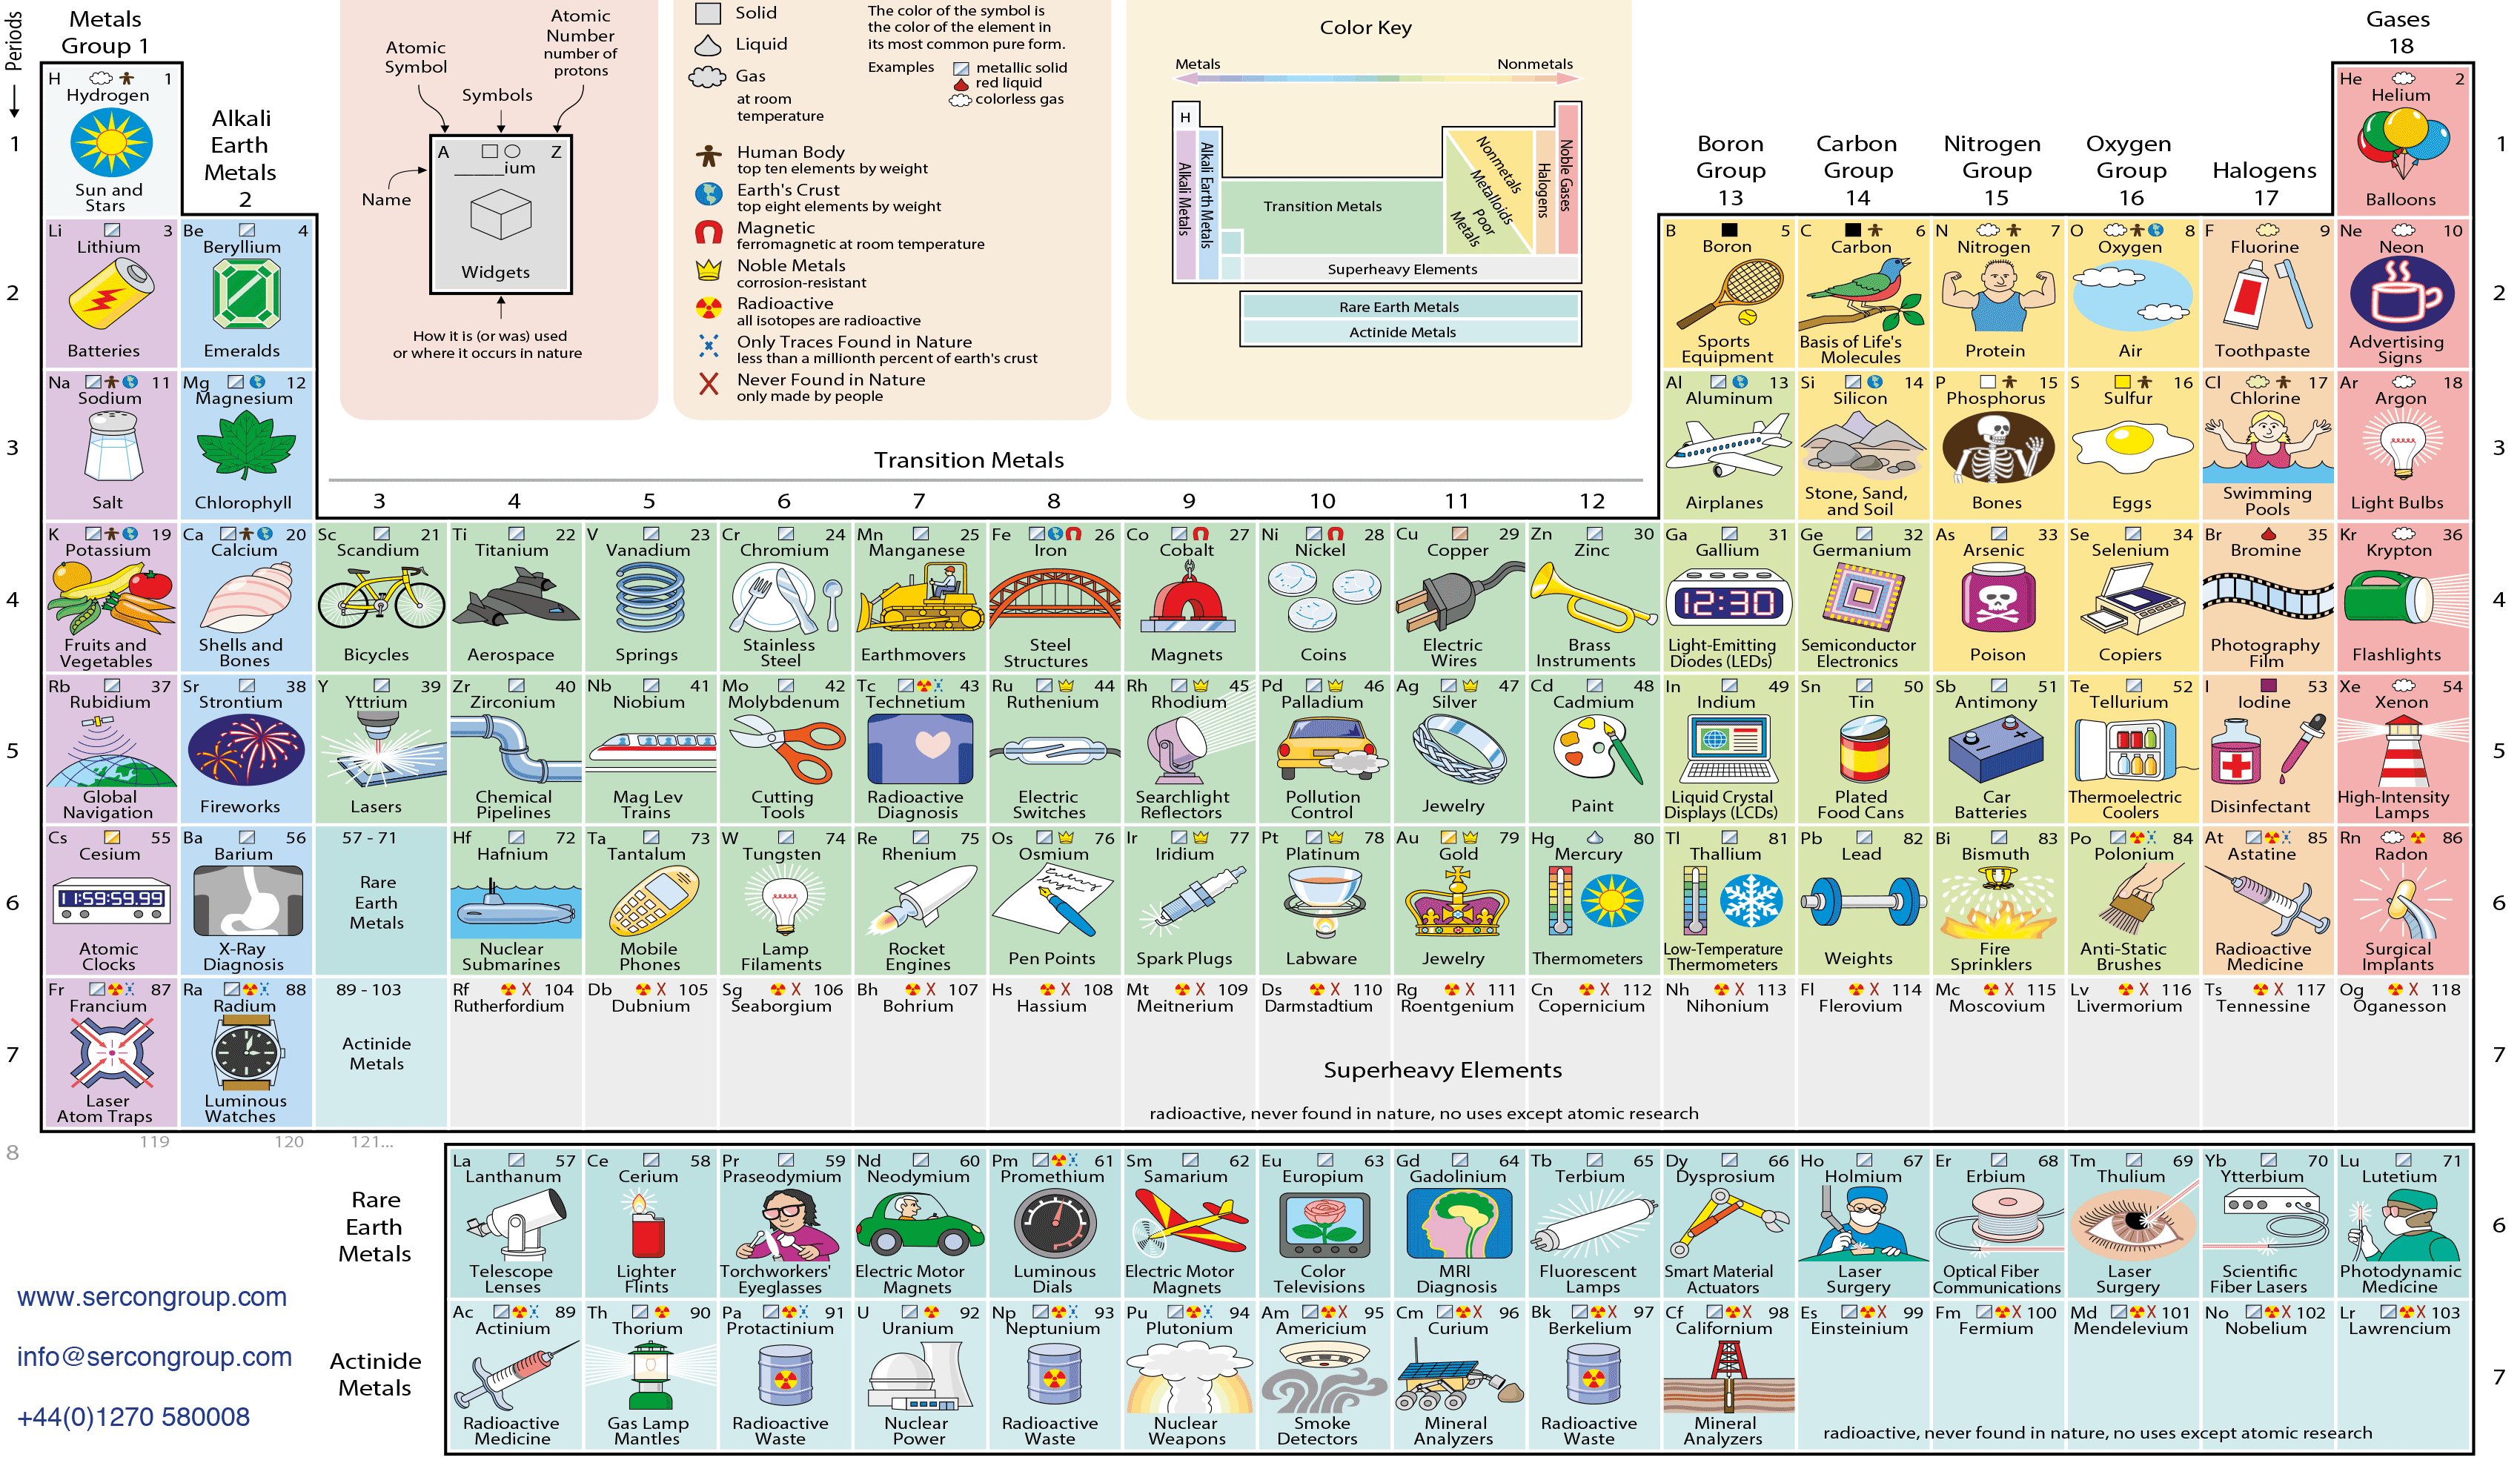 Periods
Metals
Group 1
Alkali
Earth
Metals
2
Atomic
Symbol
Symbols
Atomic
Number
number of
protons
A Z
______ium
Name
Widgets
How it is (or was) used
or where it occurs in nature
Solid
Liquid
Gas
at room
temperature
The color of the symbol is
the color of the element in
its most common pure form.
Examples
metallic solid
red liquid
colorless gas
Human Body
top ten elements by weight
Earth's Crust
top eight elements by weight
Magnetic
ferromagnetic at room temperature
Noble Metals
corrosion-resistant
Radioactive
all isotopes are radioactive
Only Traces Found in Nature
less than a millionth percent of earth's crust
Never Found in Nature
only made by people
Color Key
Metals Nonmetals
H
Alkali Metals
Alkali Earth Metals
Transition Metals
Nonmetals
Metalloids
Poor
Metals
Halogens
Noble Gases
Superheavy Elements
Rare Earth Metals
Actinide Metals
Boron
Group
13
Carbon
Group
14
Nitrogen
Group
15
Oxygen
Group
16
Halogens
17
Gases
18
1
H 1
Hydrogen
Sun and
Stars
He 2
Helium
Balloons
1
2
Li 3
Lithium
Batteries
Be 4
Beryllium
Emeralds
B 5
Boron
Sports
Equipment
C 6
Carbon
Basis of Life's
Molecules
N 7
Nitrogen
Protein
O 8
Oxygen
Air
F 9
Fluorine
Toothpaste
Ne 10
Neon
Advertising
Signs
2
3
Na 11
Sodium
Salt
Mg 12
Magnesium
Chlorophyll
Al 13
Aluminum
Airplanes
Si 14
Silicon
Stone, Sand,
and Soil
P 15
Phosphorus
Bones
S 16
Sulfur
Eggs
Cl 17
Chlorine
Swimming
Pools
Ar 18
Argon
Light Bulbs
3
Transition Metals
3 4 5 6 7 8 9 10 11 12
4
K 19
Potassium
Fruits and
Vegetables
Ca 20
Calcium
Shells and
Bones
Sc 21
Scandium
Bicycles
Ti 22
Titanium
Aerospace
V 23
Vanadium
Springs
Cr 24
Chromium
Stainless
Steel
Mn 25
Manganese
Earthmovers
Fe 26
Iron
Steel
Structures
Co 27
Cobalt
Magnets
Ni 28
Nickel
Coins
Cu 29
Copper
Electric
Wires
Zn 30
Zinc
Brass
Instruments
Ga 31
Gallium
12:30
Light-Emitting
Diodes (LEDs)
Ge 32
Germanium
Semiconductor
Electronics
As 33
Arsenic
Poison
Se 34
Selenium
Copiers
Br 35
Bromine
Photography
Film
Kr 36
Krypton
Flashlights
4
5
Rb 37
Rubidium
Global
Navigation
Sr 38
Strontium
Fireworks
Y 39
Yttrium
Lasers
Zr 40
Zirconium
Chemical
Pipelines
Nb 41
Niobium
Mag Lev
Trains
Mo 42
Molybdenum
Cutting
Tools
Tc 43
Technetium
Radioactive
Diagnosis
Ru 44
Ruthenium
Electric
Switches
Rh 45
Rhodium
Searchlight
Reflectors
Pd 46
Palladium
Pollution
Control
Ag 47
Silver
Jewelry
Cd 48
Cadmium
Paint
In 49
Indium
Liquid Crystal
Displays (LCDs)
Sn 50
Tin
Plated
Food Cans
Sb 51
Antimony
Car
Batteries
Te 52
Tellurium
Thermoelectric
Coolers
I 53
Iodine
Disinfectant
Xe 54
Xenon
High-Intensity
Lamps
5
6
Cs 55
Cesium
11:59:59.99
Atomic
Clocks
Ba 56
Barium
X-Ray
Diagnosis
57 - 71
Rare
Earth
Metals
Hf 72
Hafnium
Nuclear
Submarines
Ta 73
Tantalum
Mobile
Phones
W 74
Tungsten
Lamp
Filaments
Re 75
Rhenium
Rocket
Engines
Os 76
Osmium
Pen Points
Ir 77
Iridium
Spark Plugs
Pt 78
Platinum
Labware
Au 79
Gold
Jewelry
Hg 80
Mercury
Thermometers
Tl 81
Thallium
Low-Temperature
Thermometers
Pb 82
Lead
Weights
Bi 83
Bismuth
Fire
Sprinklers
Po 84
Polonium
Anti-Static
Brushes
At 85
Astatine
Radioactive
Medicine
Rn 86
Radon
Surgical
Implants
6
7
Fr 87
Francium
Laser
Atom Traps
Ra 88
Radium
Luminous
Watches
89 - 103
Actinide
Metals
Rf 104
Rutherfordium
Db 105
Dubnium
Sg 106
Seaborgium
Bh 107
Bohrium
Hs 108
Hassium
Mt 109
Meitnerium
Ds 110
Darmstadtium
Rg 111
Roentgenium
Cn 112
Copernicium
Nh 113
Nihonium
Fl 114
Flerovium
Mc 115
Moscovium
Lv 116
Livermorium
Ts 117
Tennessine
Og 118
Oganesson
7
Superheavy Elements
radioactive, never found in nature, no uses except atomic research
8
119 120 121...
Rare
Earth
Metals
La 57
Lanthanum
Telescope
Lenses
Ce 58
Cerium
Lighter
Flints
Pr 59
Praseodymium
Torchworkers'
Eyeglasses
Nd 60
Neodymium
Electric Motor
Magnets
Pm 61
Promethium
Luminous
Dials
Sm 62
Samarium
Electric Motor
Magnets
Eu 63
Europium
Color
Televisions
Gd 64
Gadolinium
MRI
Diagnosis
Tb 65
Terbium
Fluorescent
Lamps
Dy 66
Dysprosium
Smart Material
Actuators
Ho 67
Holmium
Laser
Surgery
Er 68
Erbium
Optical Fiber
Communications
Tm 69
Thulium
Laser
Surgery
Yb 70
Ytterbium
Scientific
Fiber Lasers
Lu 71
Lutetium
Photodynamic
Medicine
6
Actinide
Metals
Ac 89
Actinium
Radioactive
Medicine
Th 90
Thorium
Gas Lamp
Mantles
Pa 91
Protactinium
Radioactive
Waste
U 92
Uranium
Nuclear
Power
Np 93
Neptunium
Radioactive
Waste
Pu 94
Plutonium
Nuclear
Weapons
Am 95
Americium
Smoke
Detectors
Cm 96
Curium
Mineral
Analyzers
Bk 97
Berkelium
Radioactive
Waste
Cf 98
Californium
Mineral
Analyzers
Es 99
Einsteinium
Fm 100
Fermium
Md 101
Mendelevium
No 102
Nobelium
Lr 103
Lawrencium
radioactive, never found in nature, no uses except atomic research
7
www.sercongroup.com
info@sercongroup.com
+44(0)1270 580008